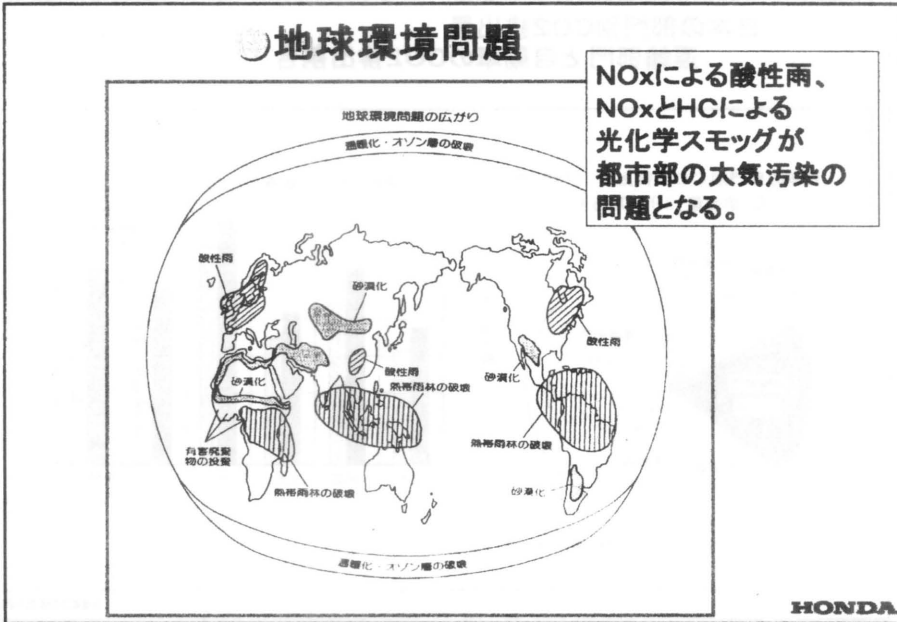 地球環境問題
NOxによる酸性雨、
NOxとHCによる
光化学スモッグが
都市部の大気汚染の
問題となる。
地球環境問題の広がり
温暖化・オゾン層の破壊
酸性雨
砂漠化
酸性雨
砂漠化
酸性雨
熱帯雨林の破壊
砂漠化
有害廃棄
物の投棄
熱帯雨林の破壊
熱帯雨林の破壊
砂漠化
温暖化・オゾン層の破壊
HONDA